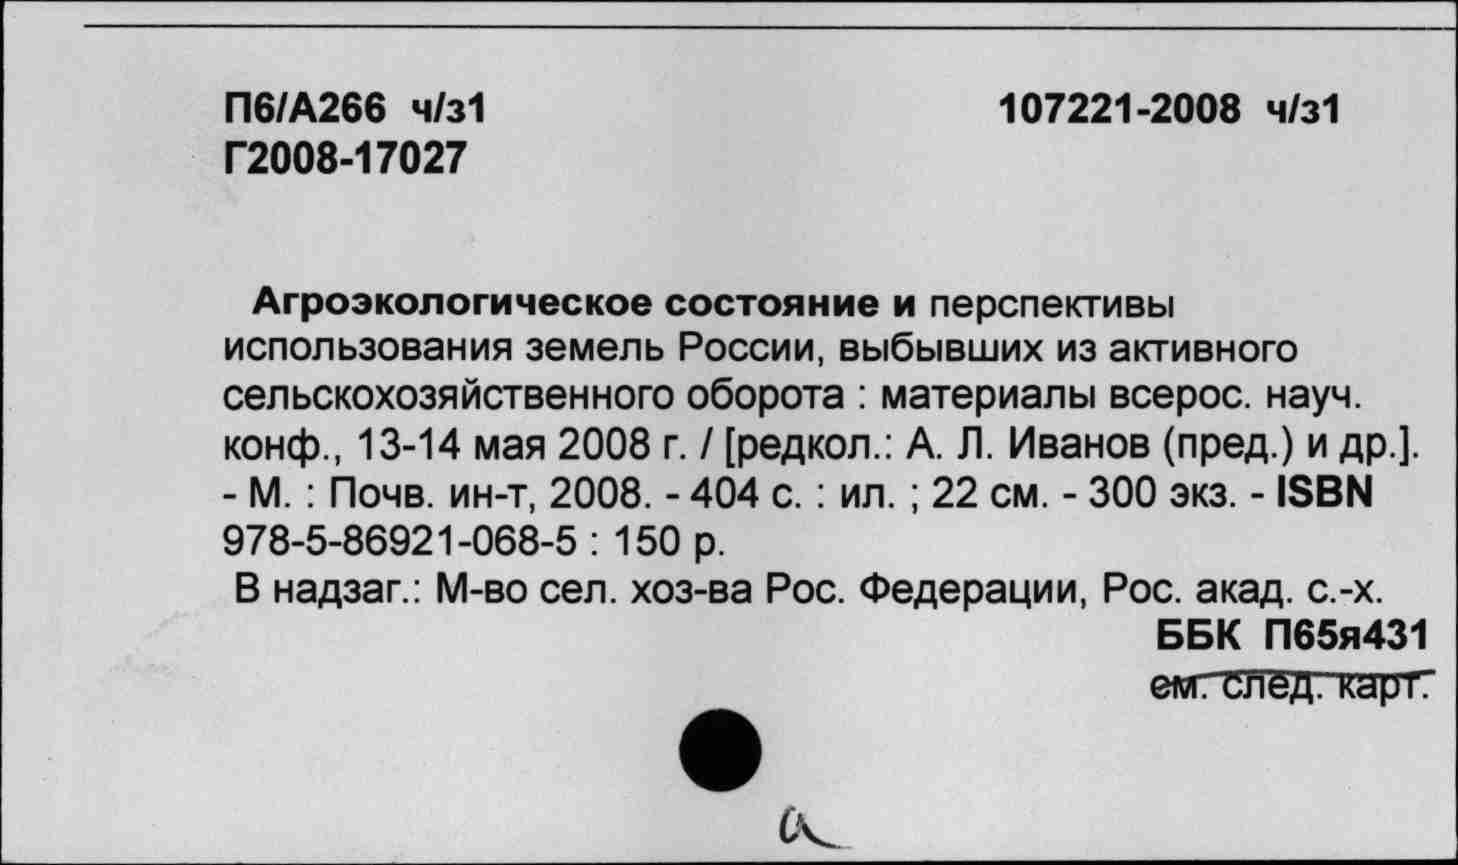 П6/А266 ч/з1 107221-2008 ч/з1
Г2008-17027
Агроэкологическое состояние и перспективы
использования земель России, выбывших из активного
сельскохозяйственного оборота : материалы всерос. науч.
конф., 13-14 мая 2008 г. / [редкол.: А. Л. Иванов (пред.) и др.].
- М. : Почв. ин-т, 2008. - 404 с. : ил. ; 22 см. - 300 экз. - ISBN
978-5-86921-068-5 : 150 р.
В надзаг.: М-во сел. хоз-ва Рос. Федерации, Рос. акад. с.-х.
ББК П65я431
см. след. карт.
а